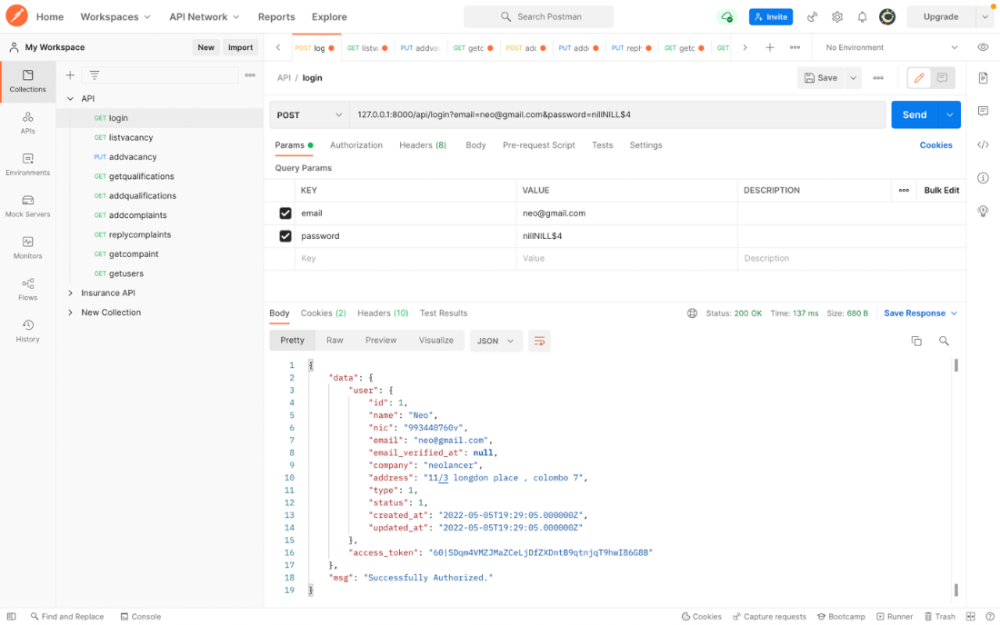 Home Workspaces API Network Reports Explore Search Postman Invite Upgrade
My Workspace New Import POST log GET listva PUT addva GET getc POST adc PUT adde PUT reply GET getc GET No Environment
Collections
APIs
Environments
Mock Servers
Monitors
Flows
History
API
GET login
GET listvacancy
PUT addvacancy
GET getqualifications
GET addqualifications
GET addcomplaints
GET replycomplaints
GET getcompaint
GET getusers
Insurance API
New Collection
API / login Save
POST 127.0.0.1:8000/api/login?email=neo@gmail.com&password=nillNILL$4 Send
Params Authorization Headers (8) Body Pre-request Script Tests Settings Cookies
Query Params
KEY VALUE DESCRIPTION Bulk Edit
email neo@gmail.com
password nillNILL$4
Key Value Description
Body Cookies (2) Headers (10) Test Results Status: 200 OK Time: 137 ms Size: 680 B Save Response
Pretty Raw Preview Visualize JSON
1 {
2 "data": {
3 "user": {
4 "id": 1,
5 "name": "Neo",
6 "nic": "993440760v",
7 "email": "neo@gmail.com",
8 "email_verified_at": null,
9 "company": "neolancer",
10 "address": "11/3 longdon place , colombo 7",
11 "type": 1,
12 "status": 1,
13 "created_at": "2022-05-05T19:29:05.000000Z",
14 "updated_at": "2022-05-05T19:29:05.000000Z"
15 },
16 "access_token": "60|SDqm4VMZJMaZCeLjDfZXDntB9qtnjqT9hwI86G8B"
17 },
18 "msg": "Successfully Authorized."
19 }
Find and Replace Console Cookies Capture requests Bootcamp Runner Trash